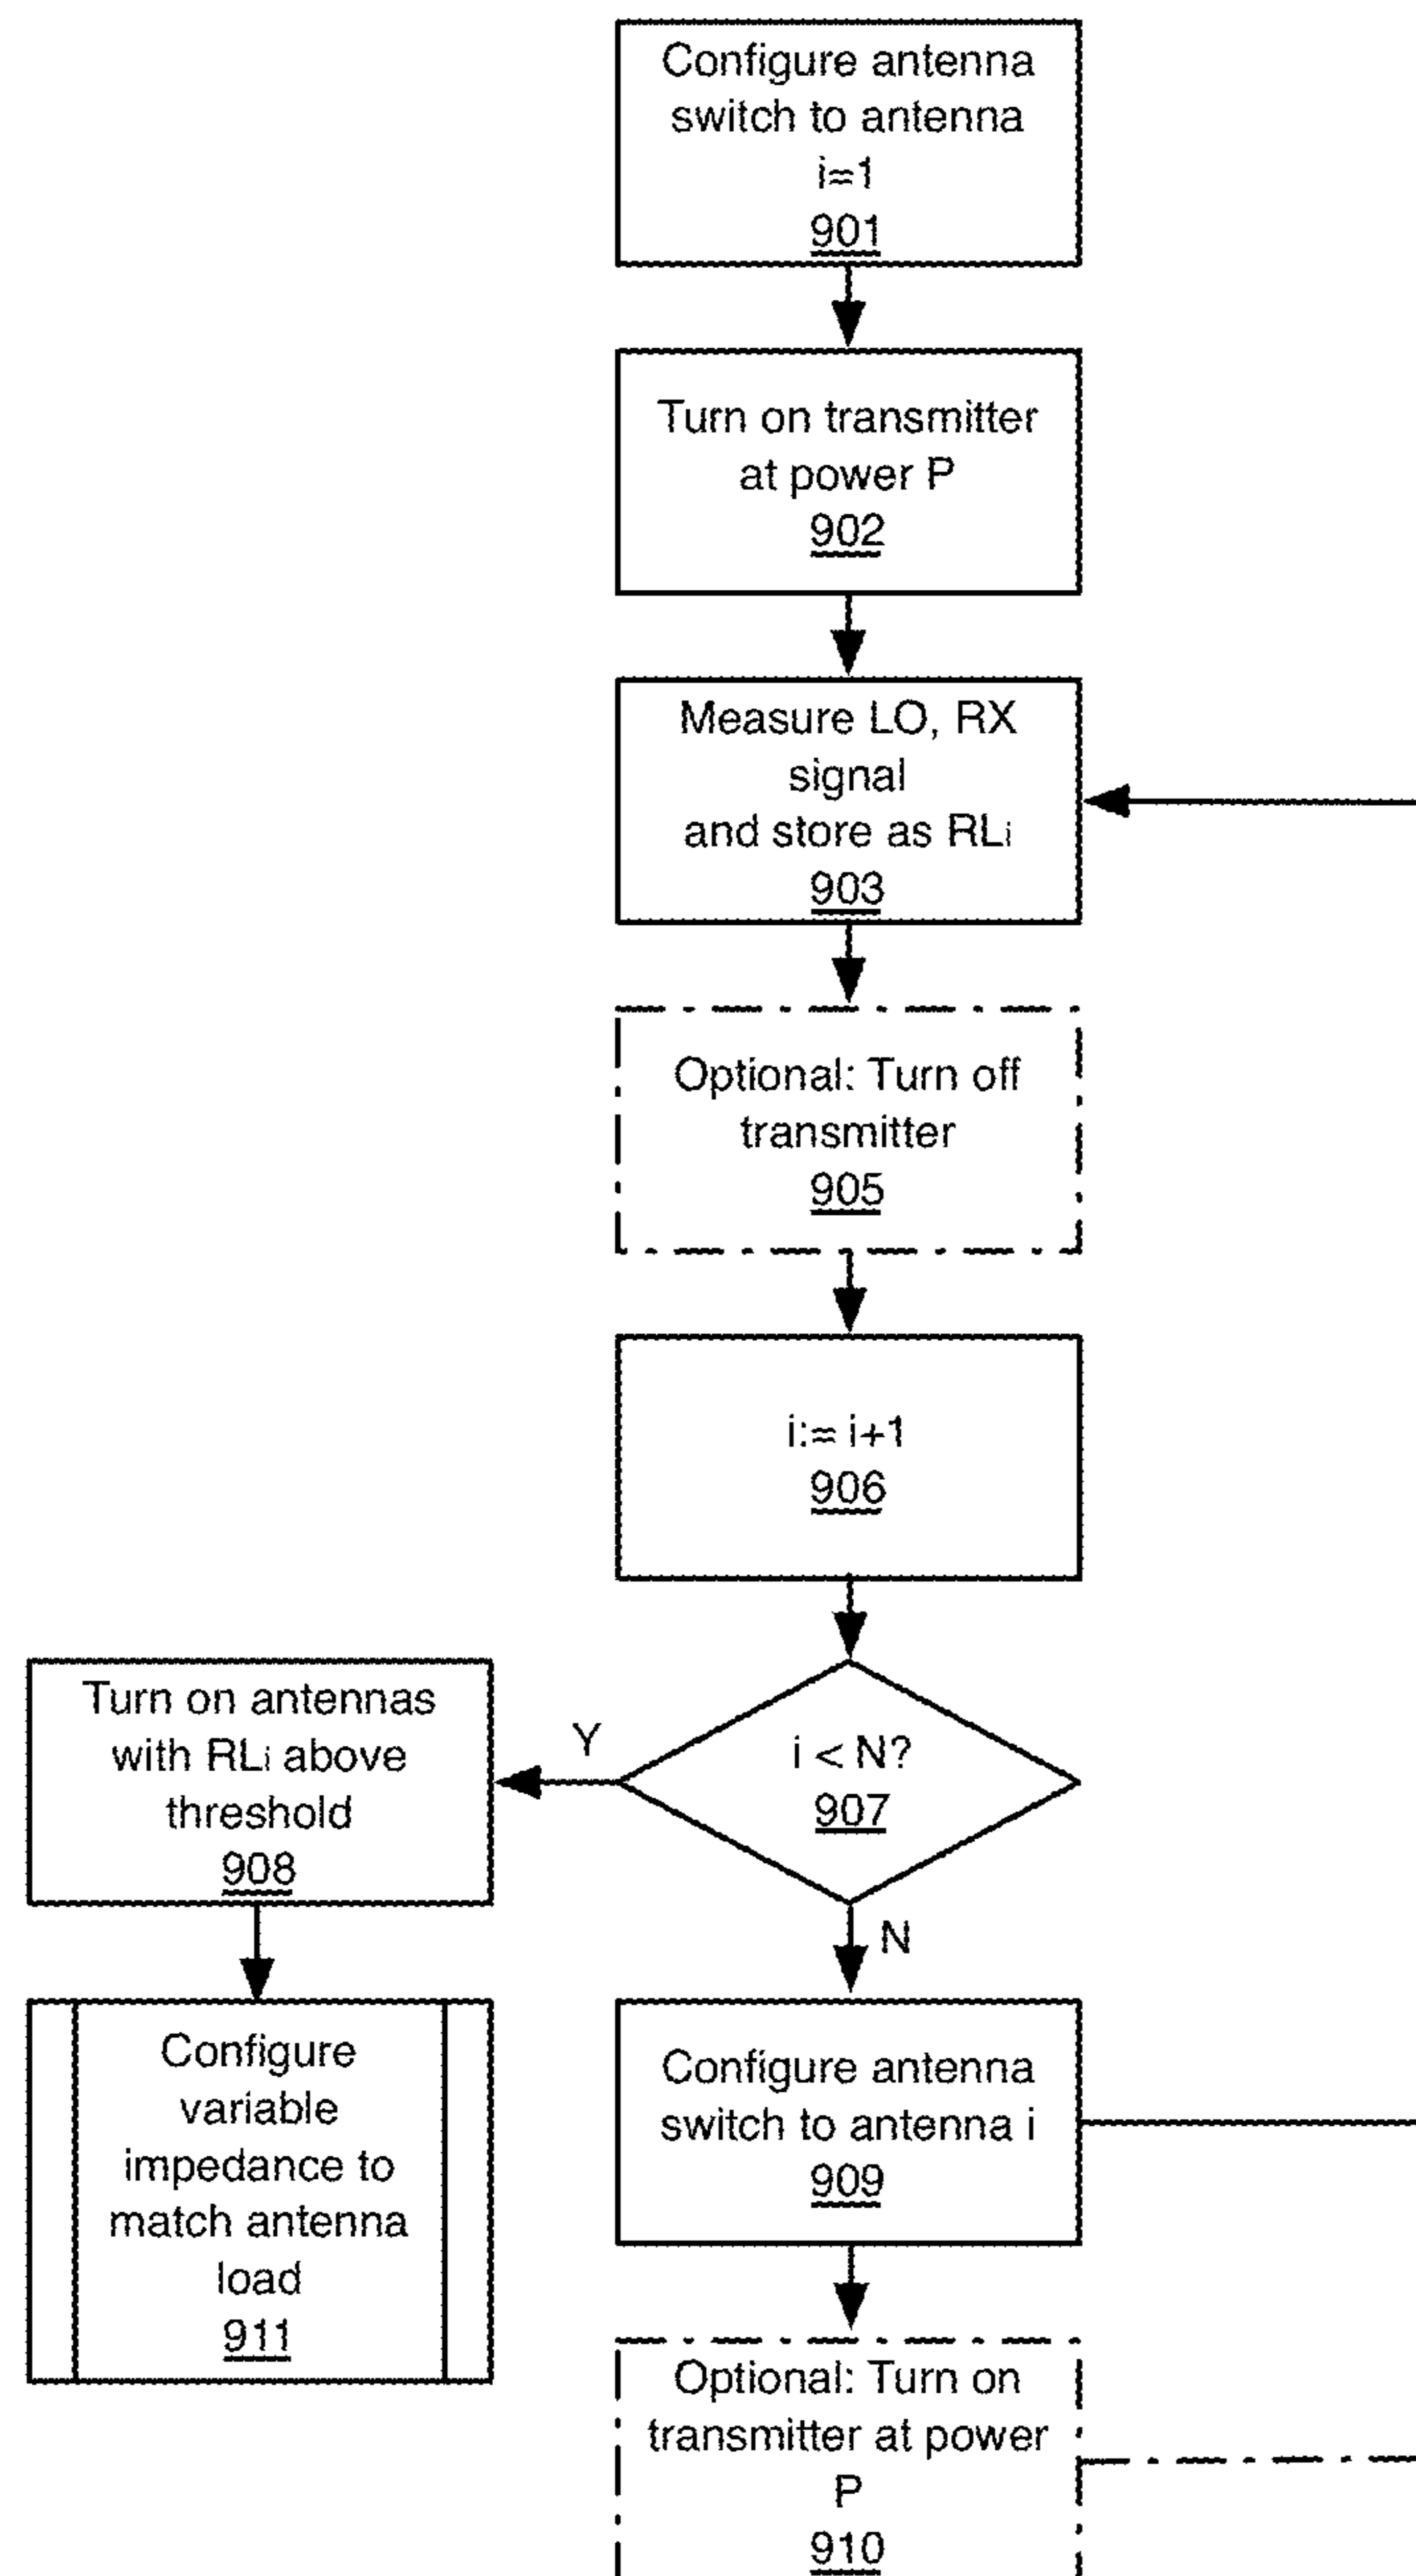 Configure antenna
switch to antenna
i=1
901
Turn on transmitter
at power P
902
Measure LO, RX
signal
and store as RLi
903
Optional: Turn off
transmitter
905
i:= i+1
906
i < N?
907
Y
N
Turn on antennas
with RLi above
threshold
908
Configure
variable
impedance to
match antenna
load
911
Configure antenna
switch to antenna i
909
Optional: Turn on
transmitter at power
P
910